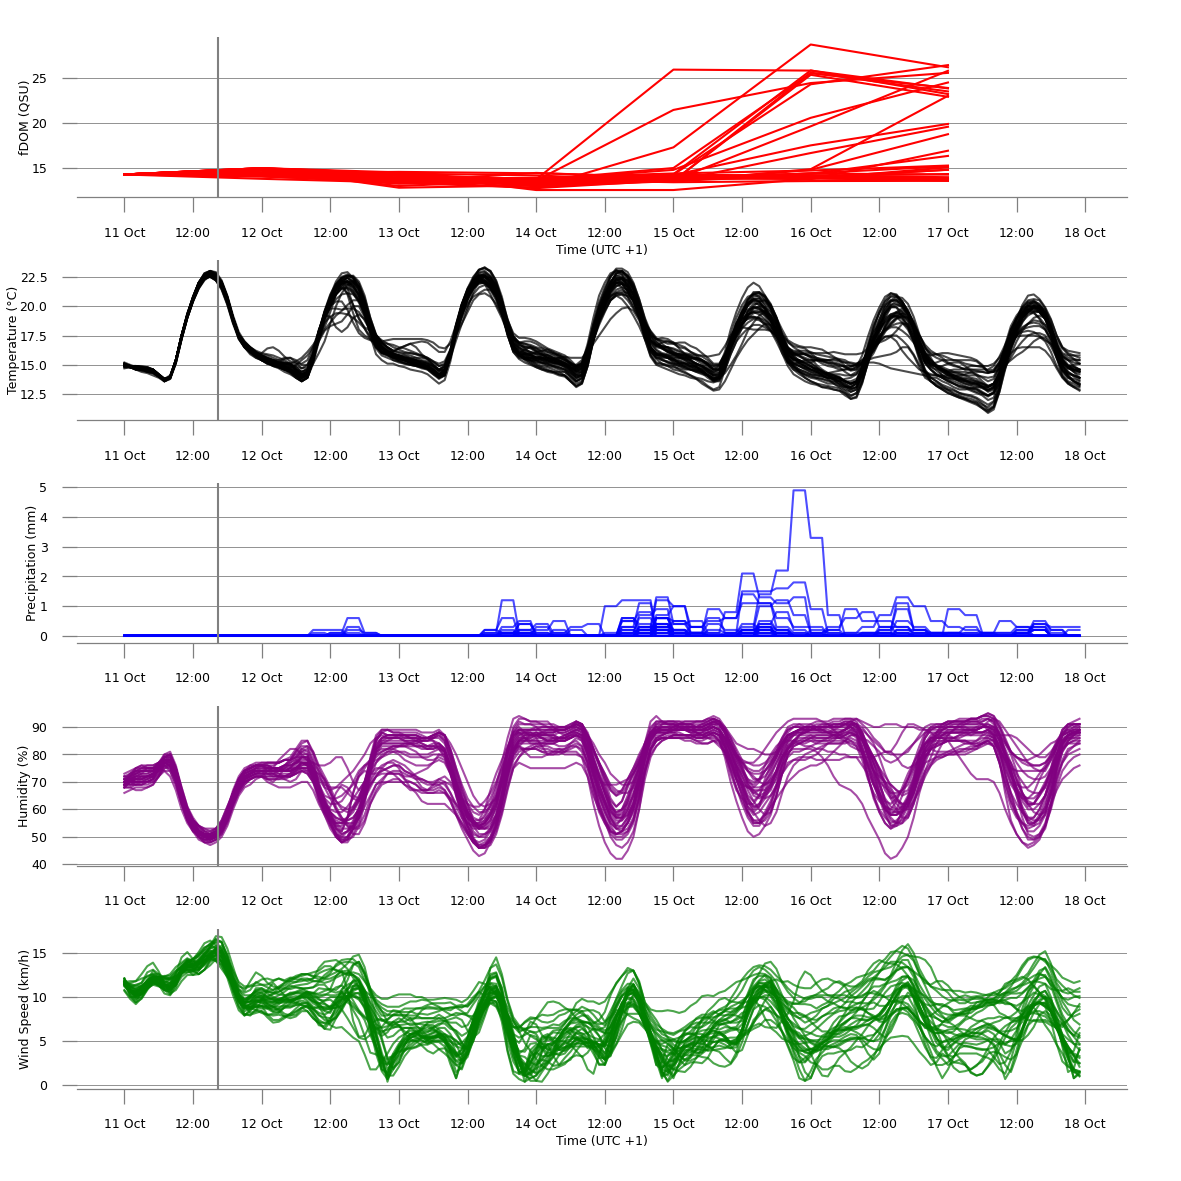 fDOM (QSU)
25
20
15
11 Oct 12:00 12 Oct 12:00 13 Oct 12:00 14 Oct 12:00 15 Oct 12:00 16 Oct 12:00 17 Oct 12:00 18 Oct
Time (UTC +1)
Temperature (°C)
22.5
20.0
17.5
15.0
12.5
11 Oct 12:00 12 Oct 12:00 13 Oct 12:00 14 Oct 12:00 15 Oct 12:00 16 Oct 12:00 17 Oct 12:00 18 Oct
Precipitation (mm)
5
4
3
2
1
0
11 Oct 12:00 12 Oct 12:00 13 Oct 12:00 14 Oct 12:00 15 Oct 12:00 16 Oct 12:00 17 Oct 12:00 18 Oct
Humidity (%)
90
80
70
60
50
40
11 Oct 12:00 12 Oct 12:00 13 Oct 12:00 14 Oct 12:00 15 Oct 12:00 16 Oct 12:00 17 Oct 12:00 18 Oct
Wind Speed (km/h)
15
10
5
0
11 Oct 12:00 12 Oct 12:00 13 Oct 12:00 14 Oct 12:00 15 Oct 12:00 16 Oct 12:00 17 Oct 12:00 18 Oct
Time (UTC +1)